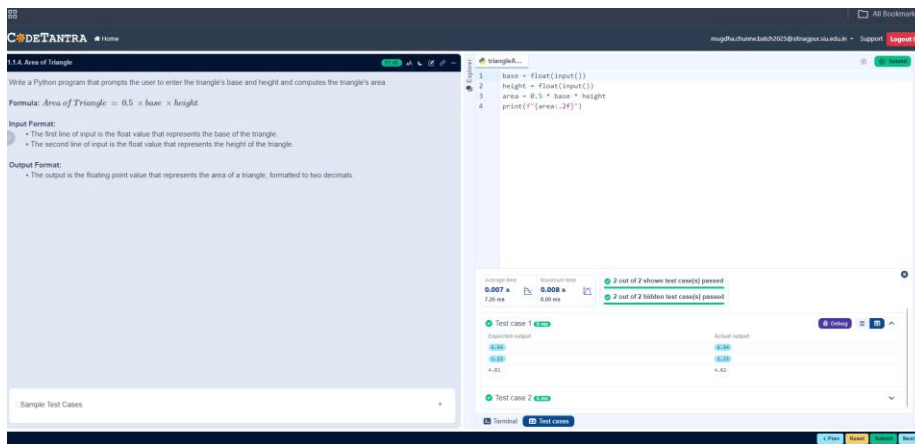 All Bookmark
CODETANTRA Home
mugdha.chunne.batch2025@sitnagpur.siu.edu.in Support Logout
1.1.4. Area of Triangle
Write a Python program that prompts the user to enter the triangle's base and height and computes the triangle's area.
Formula: Area of Triangle = 0.5 × base × height
Input Format:
• The first line of input is the float value that represents the base of the triangle.
• The second line of input is the float value that represents the height of the triangle.
Output Format:
• The output is the floating point value that represents the area of a triangle, formatted to two decimals.
Sample Test Cases
+
Explorer
triangleA...
Submit
1 base = float(input())
2 height = float(input())
3 area = 0.5 * base * height
4 print(f"{area:.2f}")
Average time
0.007 s
7.25 ms
Maximum time
0.008 s
8.00 ms
2 out of 2 shown test case(s) passed
2 out of 2 hidden test case(s) passed
Test case 1
Debug
Expected output Actual output
4.02 4.02
Test case 2
Terminal Test cases
< Prev Reset Submit Next